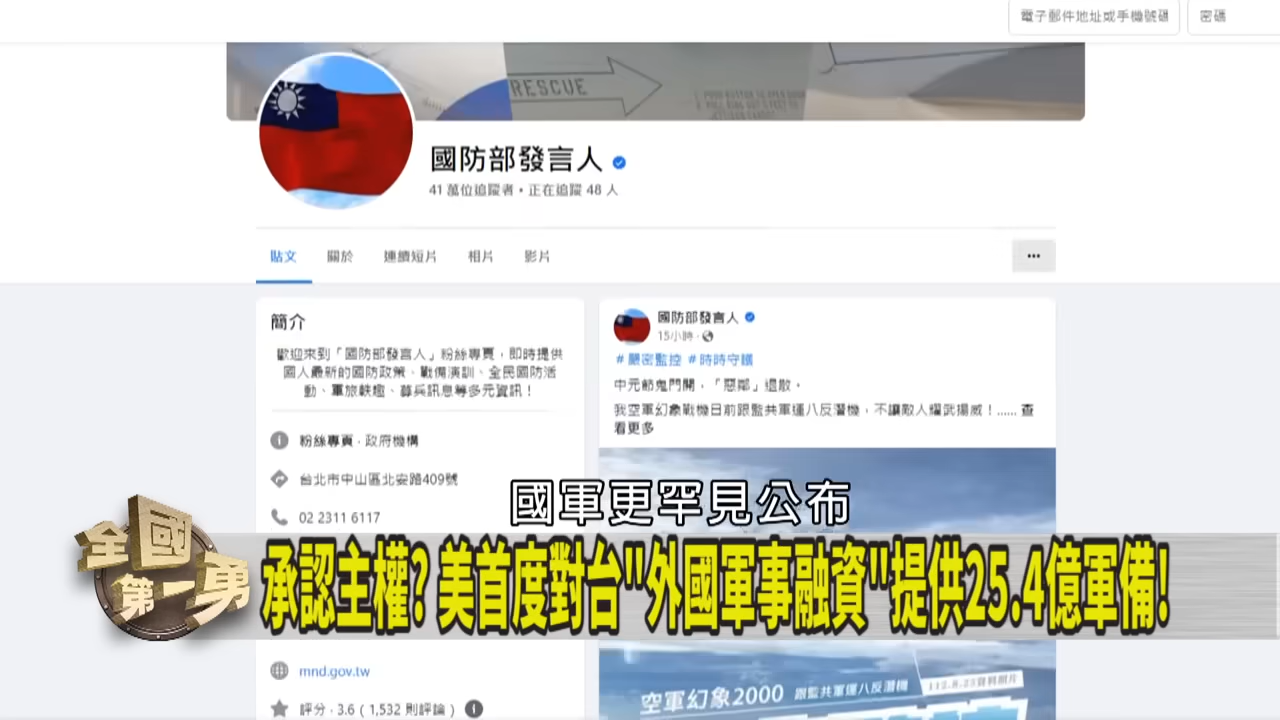 電子郵件地址或手機號碼
密碼
RESCUE
國防部發言人
41 萬位追蹤者 • 正在追蹤 48 人
貼文
關於
連續短片
相片
影片
簡介
歡迎來到「國防部發言人」粉絲專頁，即時提供
國人最新的國防政策、戰備演訓、全民國防活
動、軍旅軼趣、募兵訊息等多元資訊！
粉絲專頁 · 政府機構
台北市中山區北安路409號
02 2311 6117
mnd.gov.tw
評分 · 3.6（1,532 則評論）
國防部發言人
15小時
#嚴密監控 #時時守護
中元節鬼門開，「惡鄰」退散。
我空軍幻象戰機日前跟監共軍運八反潛機，不讓敵人耀武揚威！...... 查
看更多
國軍更罕見公布
全國第一勇
承認主權? 美首度對台"外國軍事融資"提供25.4億軍備!
空軍幻象2000 跟監共軍運八反潛機
112.8.23資料照片